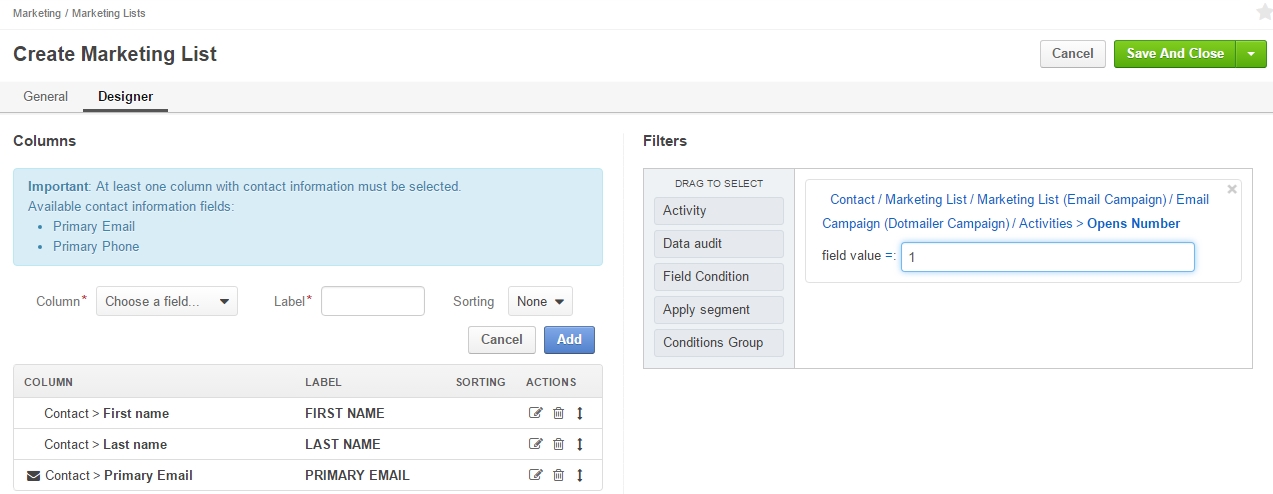 Marketing / Marketing Lists
Create Marketing List
Cancel
Save And Close
General
Designer
Columns
Important: At least one column with contact information must be selected.
Available contact information fields:
• Primary Email
• Primary Phone
Column*
Choose a field...
Label*
Sorting
None
Cancel
Add
COLUMN LABEL SORTING ACTIONS
Contact > First name FIRST NAME
Contact > Last name LAST NAME
Contact > Primary Email PRIMARY EMAIL
Filters
DRAG TO SELECT
Activity
Data audit
Field Condition
Apply segment
Conditions Group
Contact / Marketing List / Marketing List (Email Campaign) / Email
Campaign (Dotmailer Campaign) / Activities > Opens Number
field value =: 1